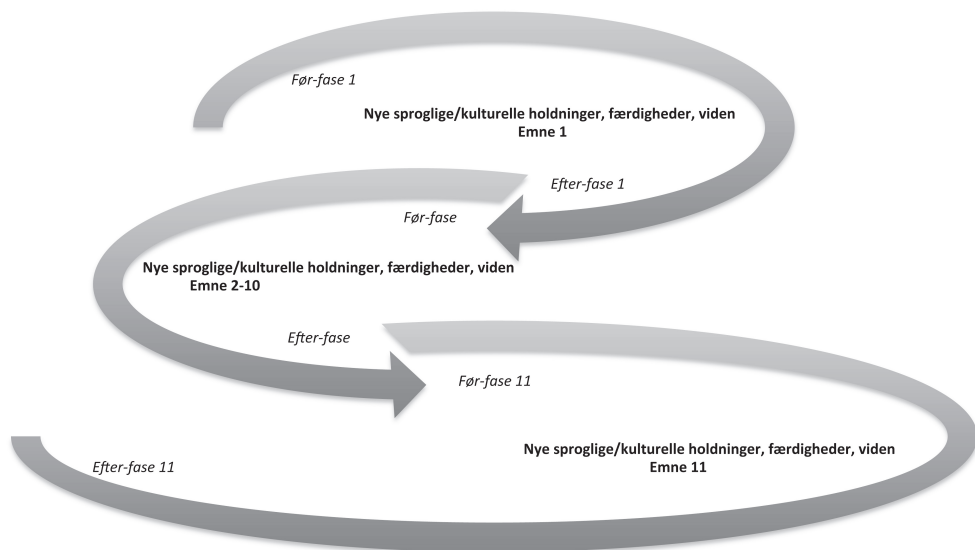 Før-fase 1
Nye sproglige/kulturelle holdninger, færdigheder, viden
Emne 1
Efter-fase 1
Før-fase
Nye sproglige/kulturelle holdninger, færdigheder, viden
Emne 2-10
Efter-fase
Før-fase 11
Nye sproglige/kulturelle holdninger, færdigheder, viden
Emne 11
Efter-fase 11